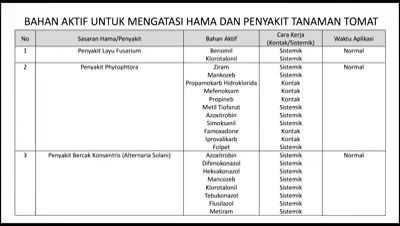 BAHAN AKTIF UNTUK MENGATASI HAMA DAN PENYAKIT TANAMAN TOMAT
No Sasaran Hama/Penyakit Bahan Aktif Cara Kerja (Kontak/Sistemik) Waktu Aplikasi
1 Penyakit Layu Fusarium Benomil Sistemik Normal
Klorotalonil Sistemik
2 Penyakit Phytophtora Ziram Sistemik Normal
Mankozeb Sistemik
Propamokarb Hidroklorida Kontak
Mefenoksam Kontak
Propineb Kontak
Metil Tiofanat Sistemik
Azoxitrobin Sistemik
Simoksanil Sistemik
Famoxadone Kontak
Iprovalikarb Kontak
Folpet Sistemik
3 Penyakit Bercak Konsentris (Alternaria Solani) Azoxitrobin Sistemik Normal
Difenokonazol Sistemik
Heksakonazol Sistemik
Mancozeb Sistemik
Klorotalonil Sistemik
Tebukonazol Sistemik
Flusilazol Sistemik
Metiram Sistemik